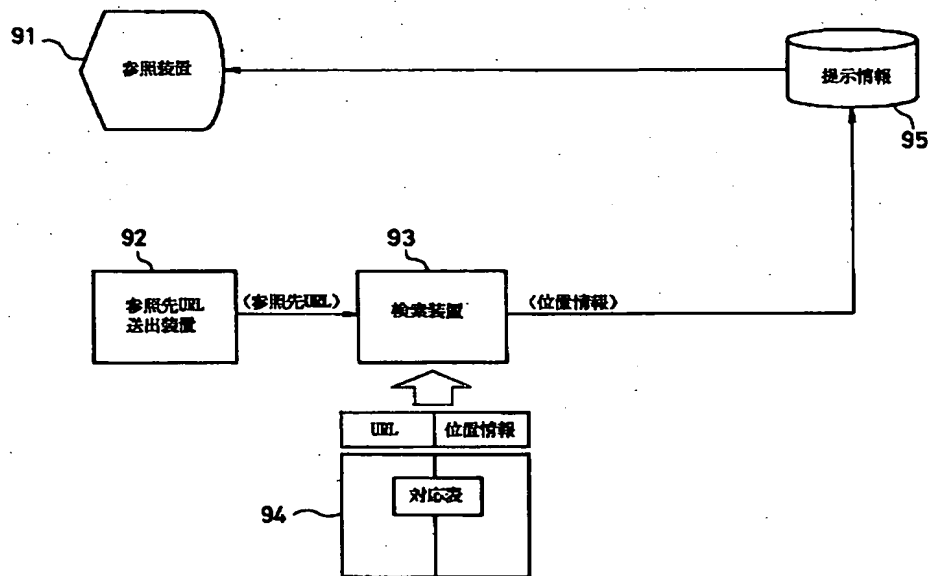 91
参照装置
提示情報
95
92
93
参照先URL
送出装置
(参照先URL)
検索装置
(位置情報)
URL
位置情報
対応表
94